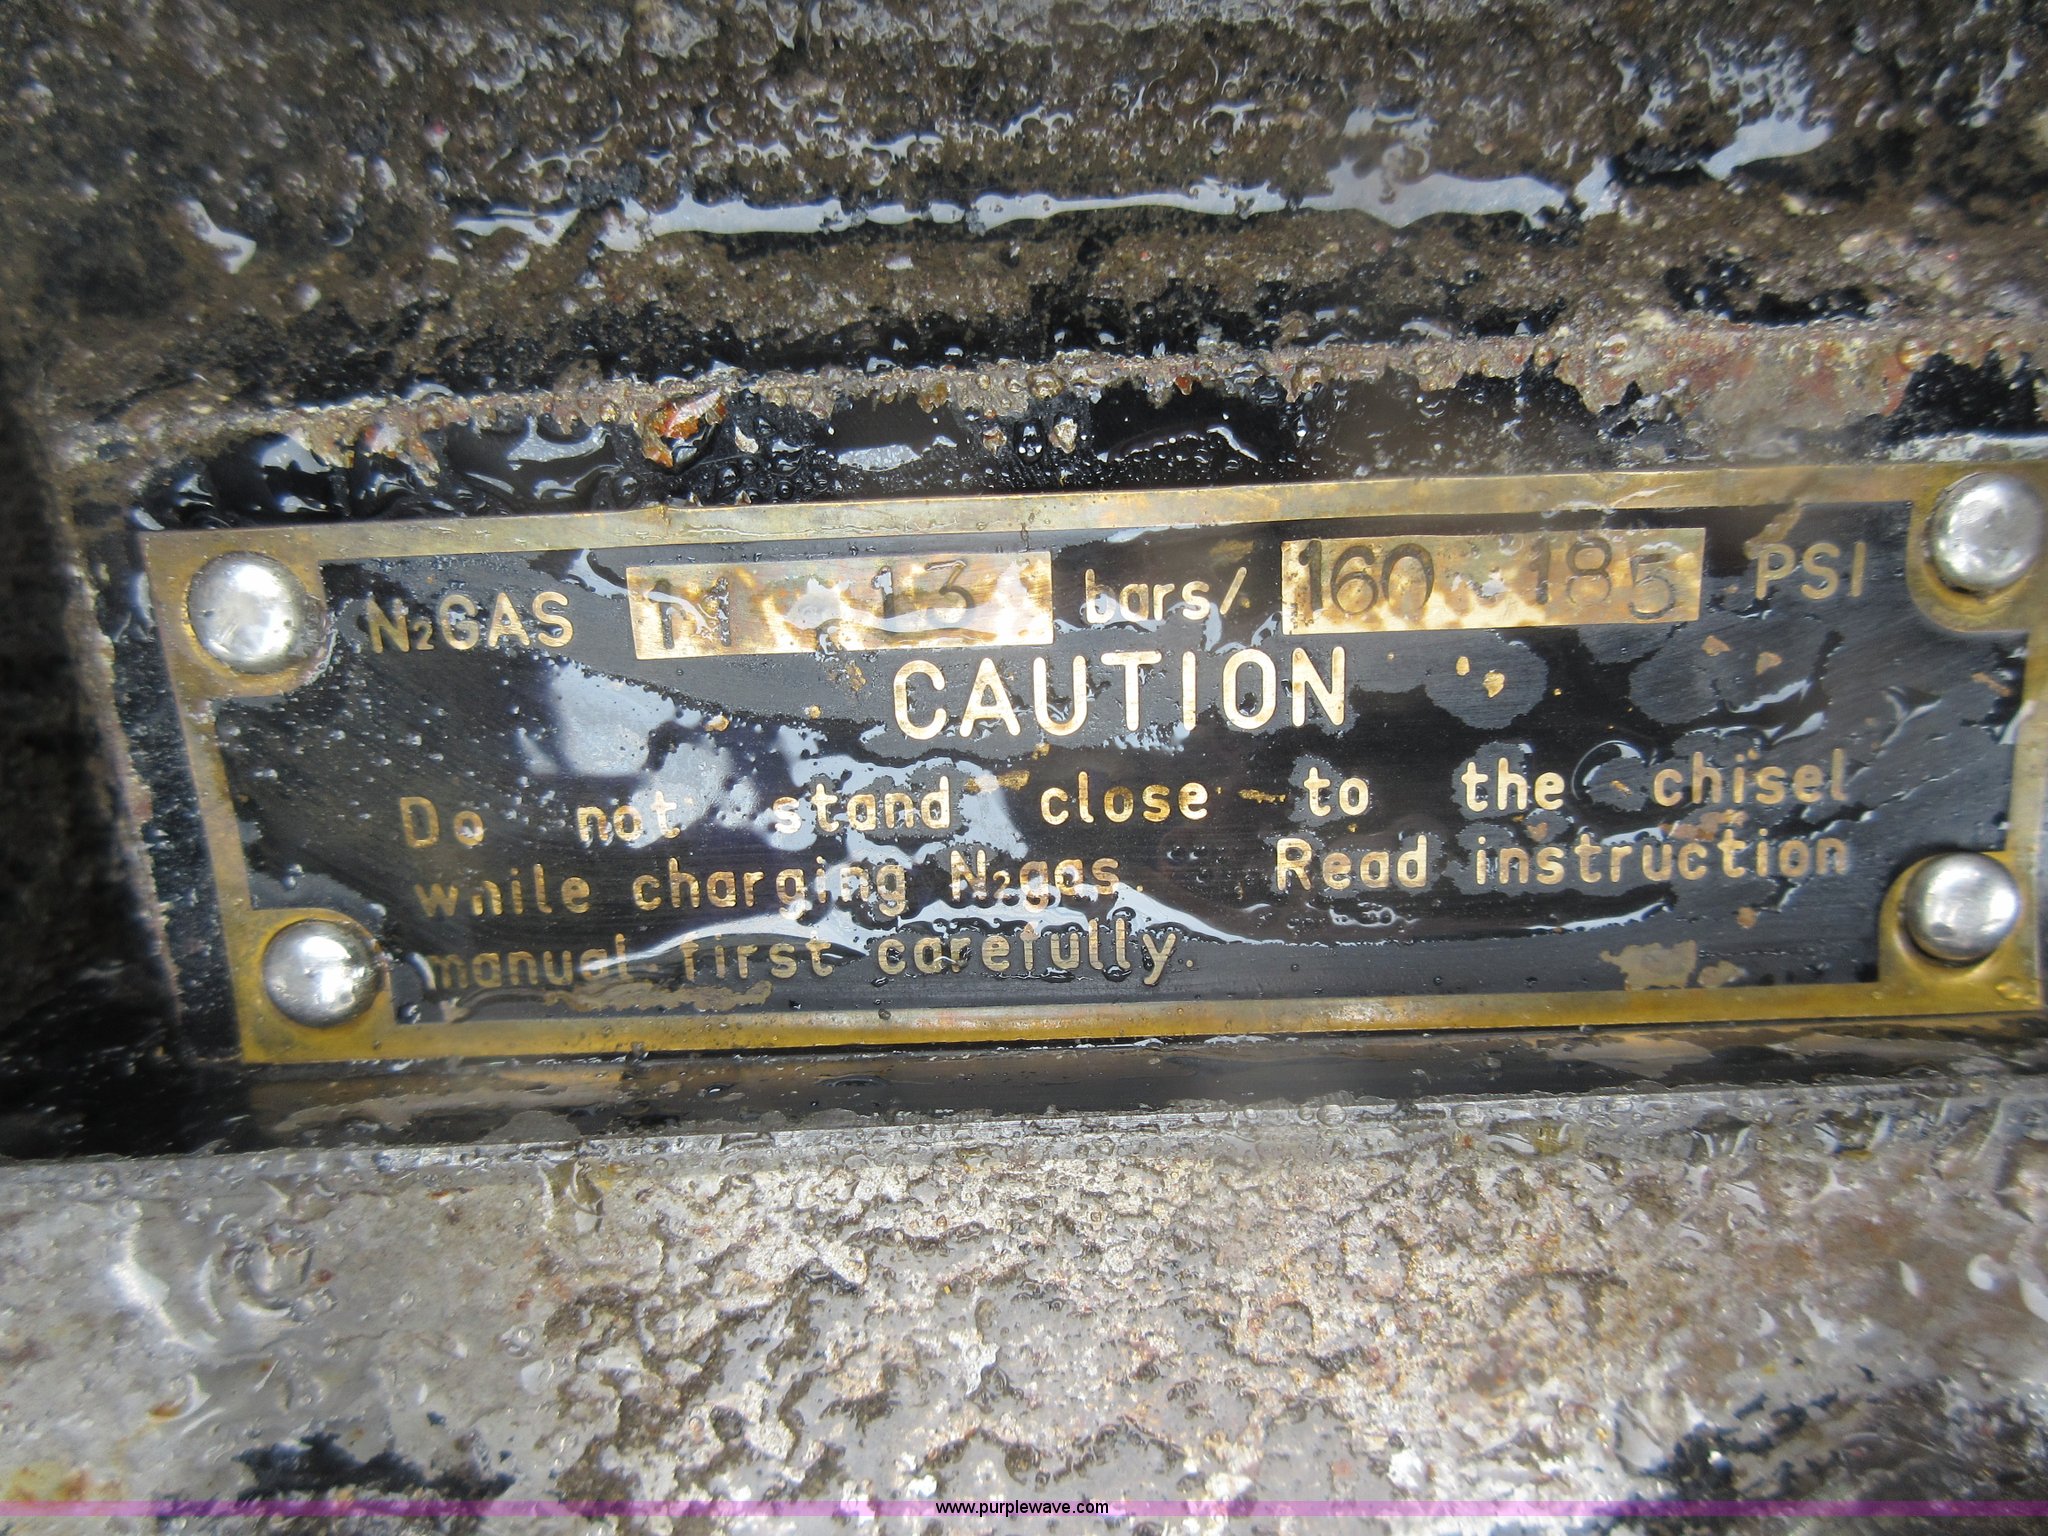 N₂GAS 11 - 13 bars/ 160 - 185 PSI
CAUTION
Do not stand close to the chisel
while charging N₂gas. Read instruction
manual first carefully.
www.purplewave.com